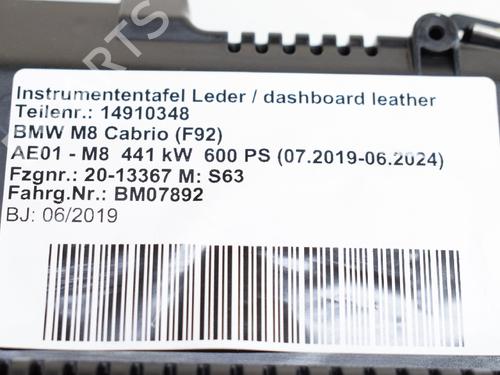 Instrumententafel Leder / dashboard leather
Teilenr.: 14910348
BMW M8 Cabrio (F92)
AE01 - M8 441 kW 600 PS (07.2019-06.2024)
Fzgnr.: 20-13367 M: S63
Fahrg.Nr.: BM07892
BJ: 06/2019